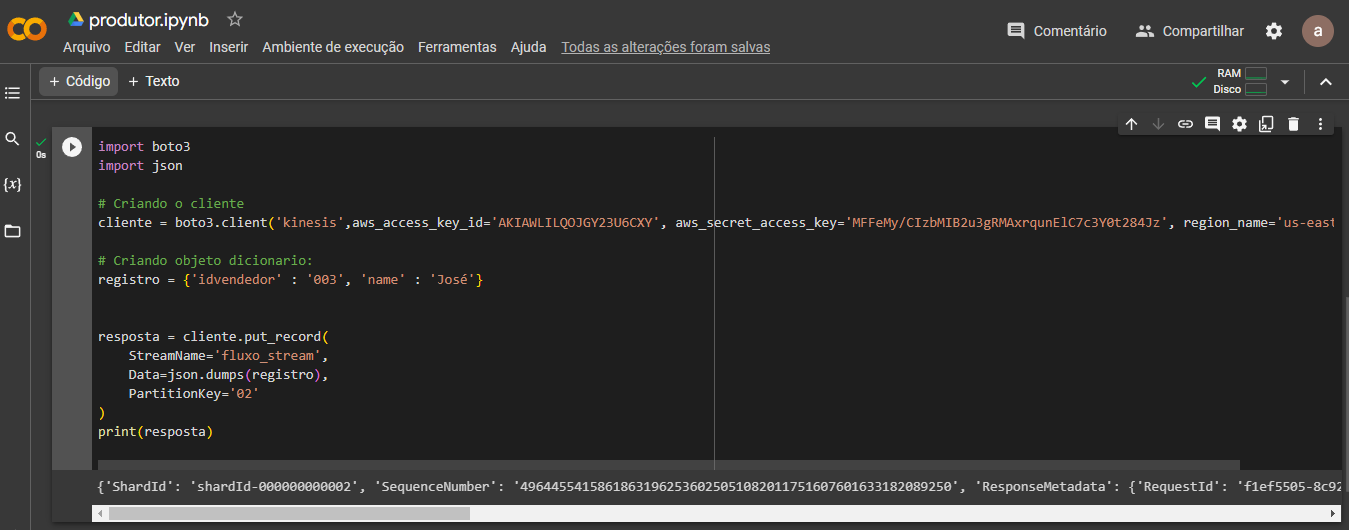 produtor.ipynb
Arquivo Editar Ver Inserir Ambiente de execução Ferramentas Ajuda Todas as alterações foram salvas
Comentário Compartilhar a
+ Código + Texto
RAM
Disco
{x}
0s
import boto3
import json
# Criando o cliente
cliente = boto3.client('kinesis',aws_access_key_id='AKIAWLILQOJGY23U6CXY', aws_secret_access_key='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', region_name='us-east
# Criando objeto dicionario:
registro = {'idvendedor' : '003', 'name' : 'José'}
resposta = cliente.put_record(
StreamName='fluxo_stream',
Data=json.dumps(registro),
PartitionKey='02'
)
print(resposta)
{'ShardId': 'shardId-000000000002', 'SequenceNumber': '49644554158618631962536025051082011751607601633182089250', 'ResponseMetadata': {'RequestId': 'f1ef5505-8c92